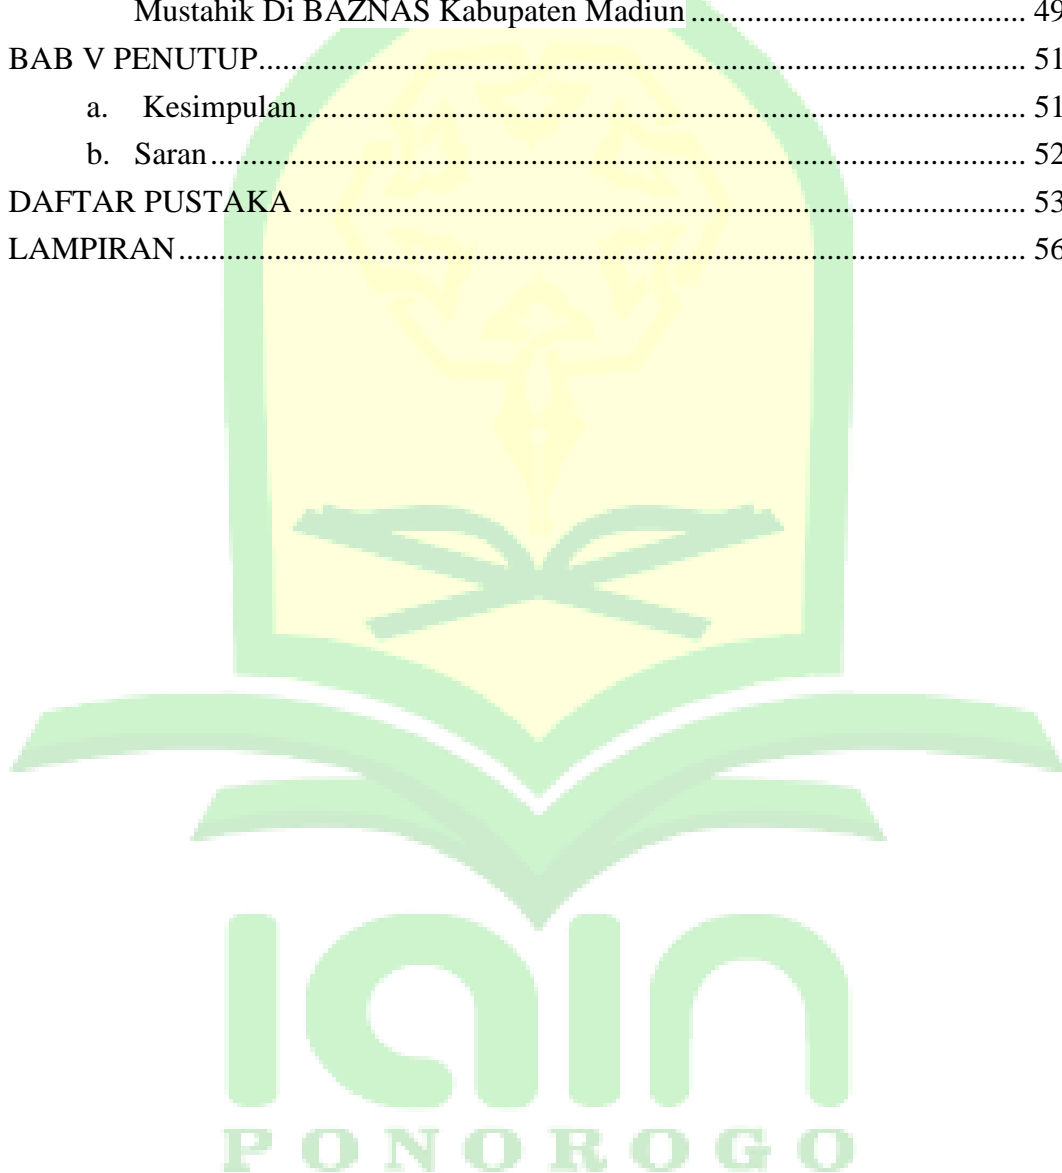 Mustahik Di BAZNAS Kabupaten Madiun ........................................ 49
BAB V PENUTUP............................................................................................. 51
a. Kesimpulan........................................................................................ 51
b. Saran.................................................................................................. 52
DAFTAR PUSTAKA ........................................................................................ 53
LAMPIRAN....................................................................................................... 56
iain
PONOROGO